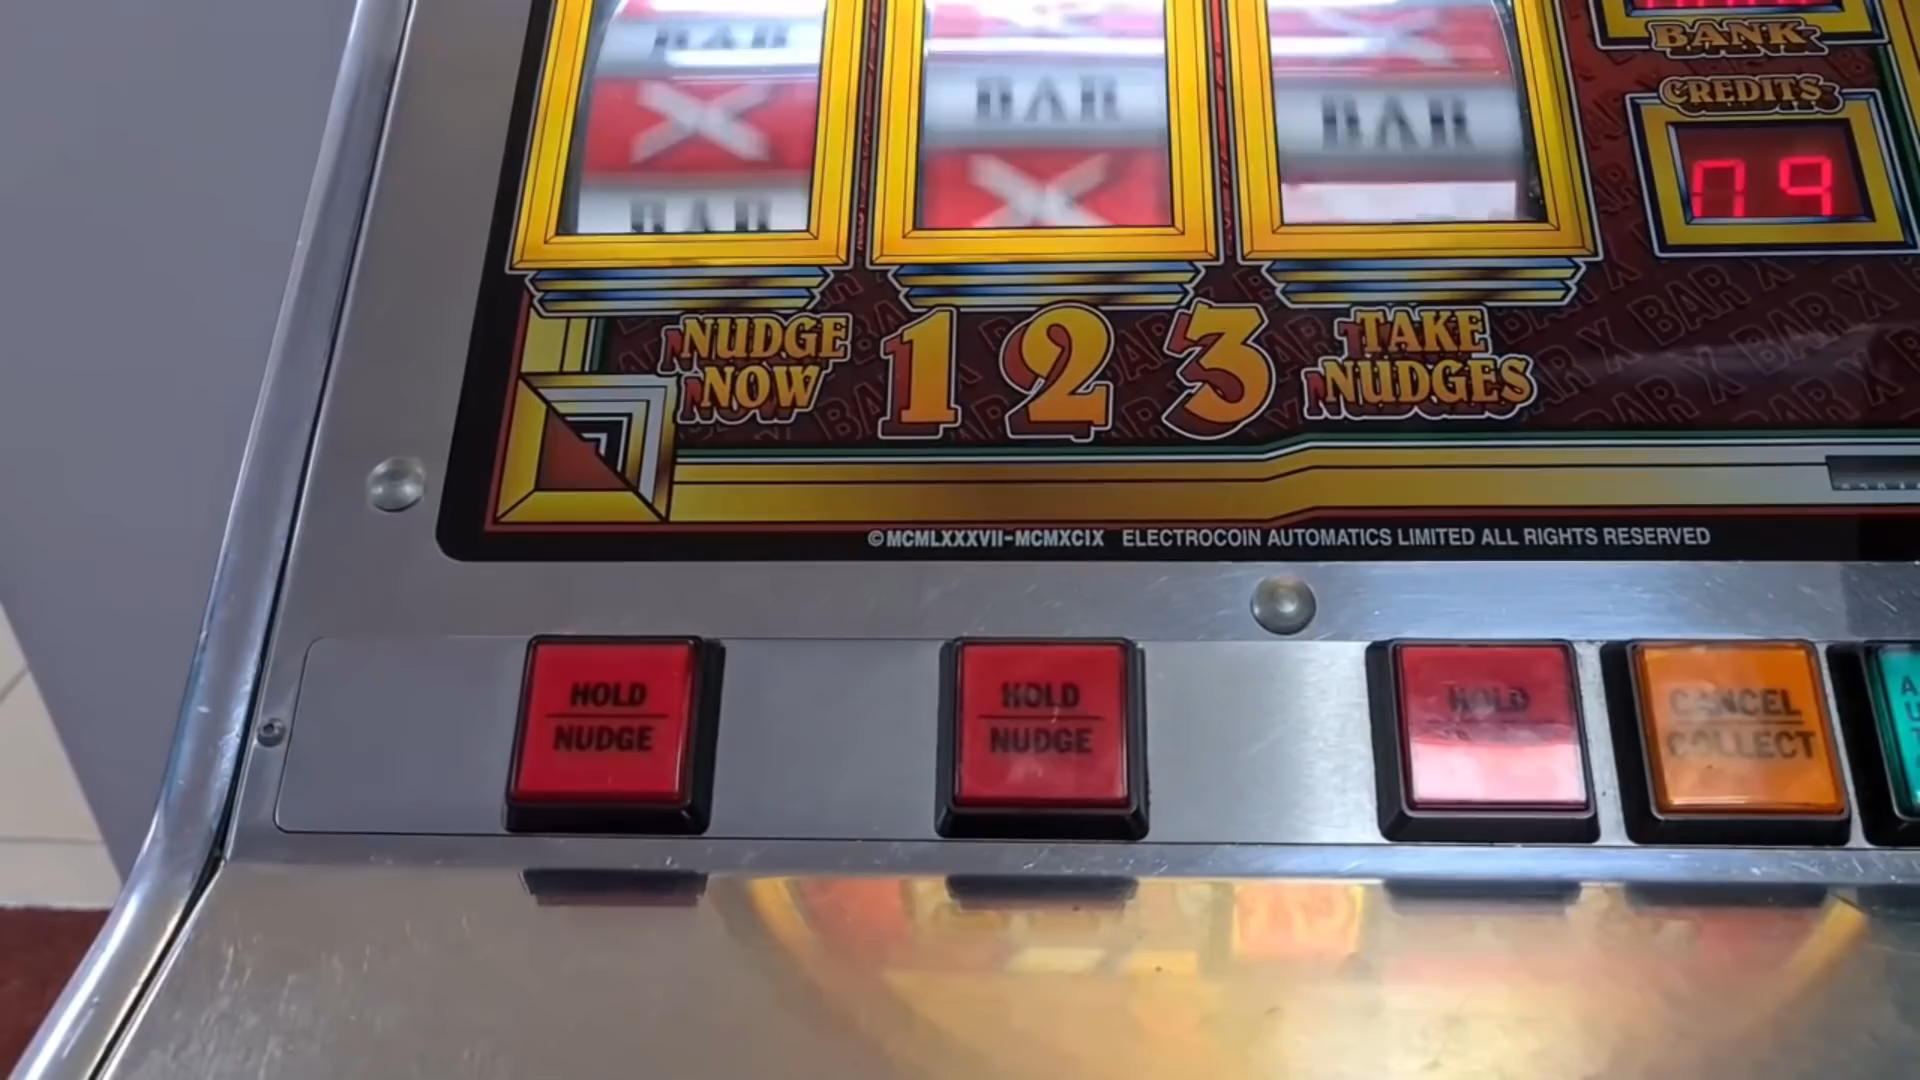 BAR
BAR
BAR
BAR
BANK
CREDITS
NUDGE NOW
1 2 3
TAKE NUDGES
©MCMLXXXVII-MCMXCIX ELECTROCOIN AUTOMATICS LIMITED ALL RIGHTS RESERVED
HOLD
NUDGE
HOLD
NUDGE
HOLD
CANCEL
COLLECT